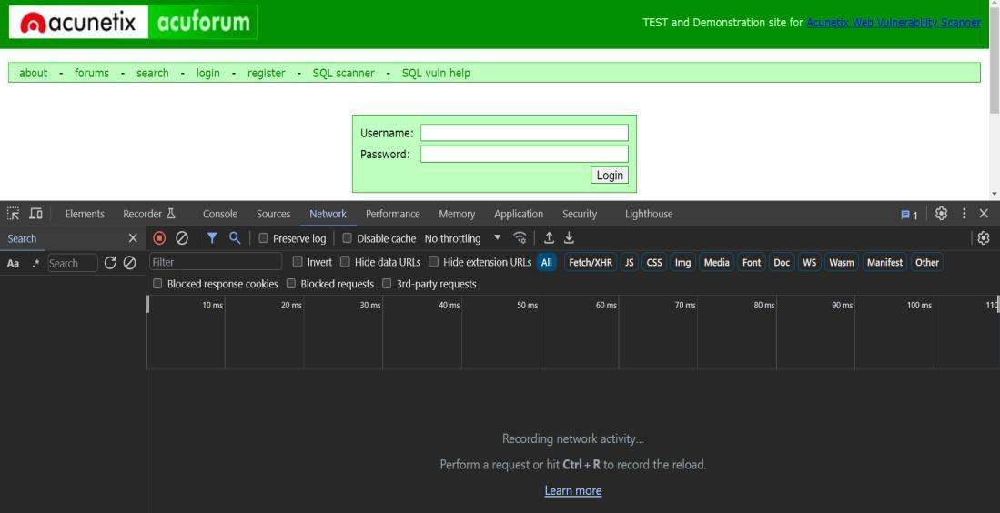 acunetix acuforum
TEST and Demonstration site for Acunetix Web Vulnerability Scanner
about - forums - search - login - register - SQL scanner - SQL vuln help
Username:
Password:
Login
Elements Recorder Console Sources Network Performance Memory Application Security Lighthouse 1
Search Preserve log Disable cache No throttling
Aa .* Search Filter Invert Hide data URLs Hide extension URLs All Fetch/XHR JS CSS Img Media Font Doc WS Wasm Manifest Other
Blocked response cookies Blocked requests 3rd-party requests
10 ms 20 ms 30 ms 40 ms 50 ms 60 ms 70 ms 80 ms 90 ms 100 ms 110
Recording network activity...
Perform a request or hit Ctrl + R to record the reload.
Learn more